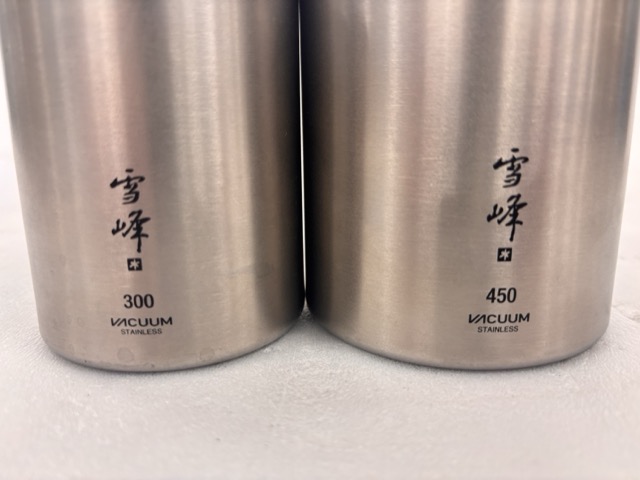 雪峰
300
VACUUM
STAINLESS
雪峰
450
VACUUM
STAINLESS